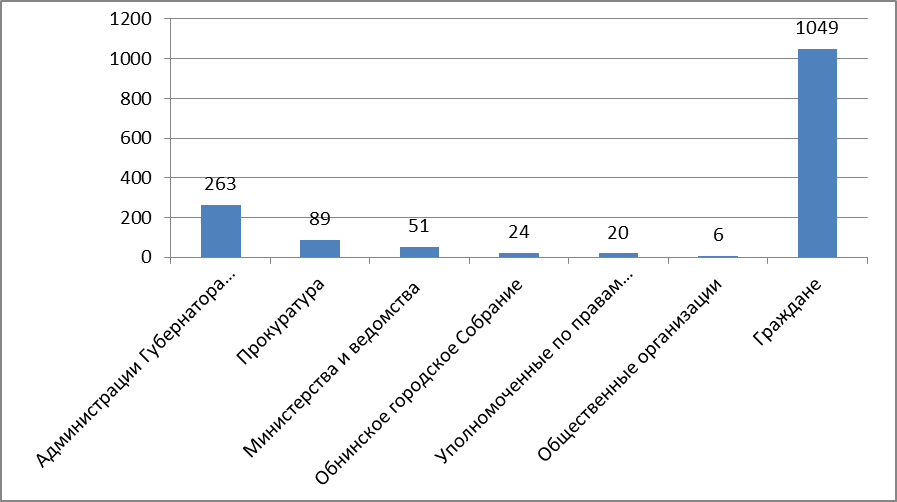 1200
1000
800
600
400
200
0
263
89
51
24
20
6
1049
Администрации Губернатора…
Прокуратура
Министерства и ведомства
Обнинское городское Собрание
Уполномоченные по правам…
Общественные организации
Граждане